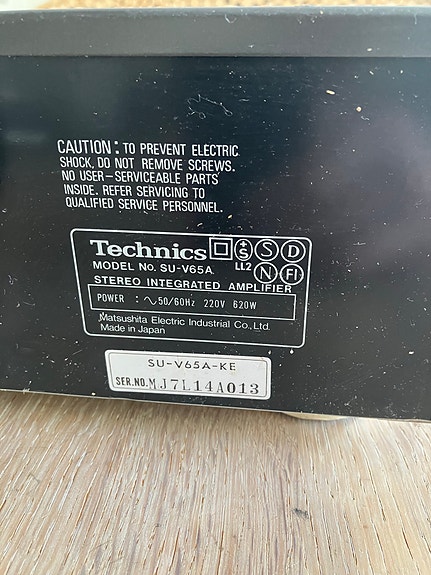 CAUTION: TO PREVENT ELECTRIC
SHOCK, DO NOT REMOVE SCREWS.
NO USER-SERVICEABLE PARTS
INSIDE. REFER SERVICING TO
QUALIFIED SERVICE PERSONNEL.
Technics +S S D
MODEL No. SU-V65A LL2 N FI
STEREO INTEGRATED AMPLIFIER
POWER : ~50/60Hz 220V 620W
Matsushita Electric Industrial Co., Ltd.
Made in Japan
SU-V65A-KE
SER.NO.MJ7L14A013